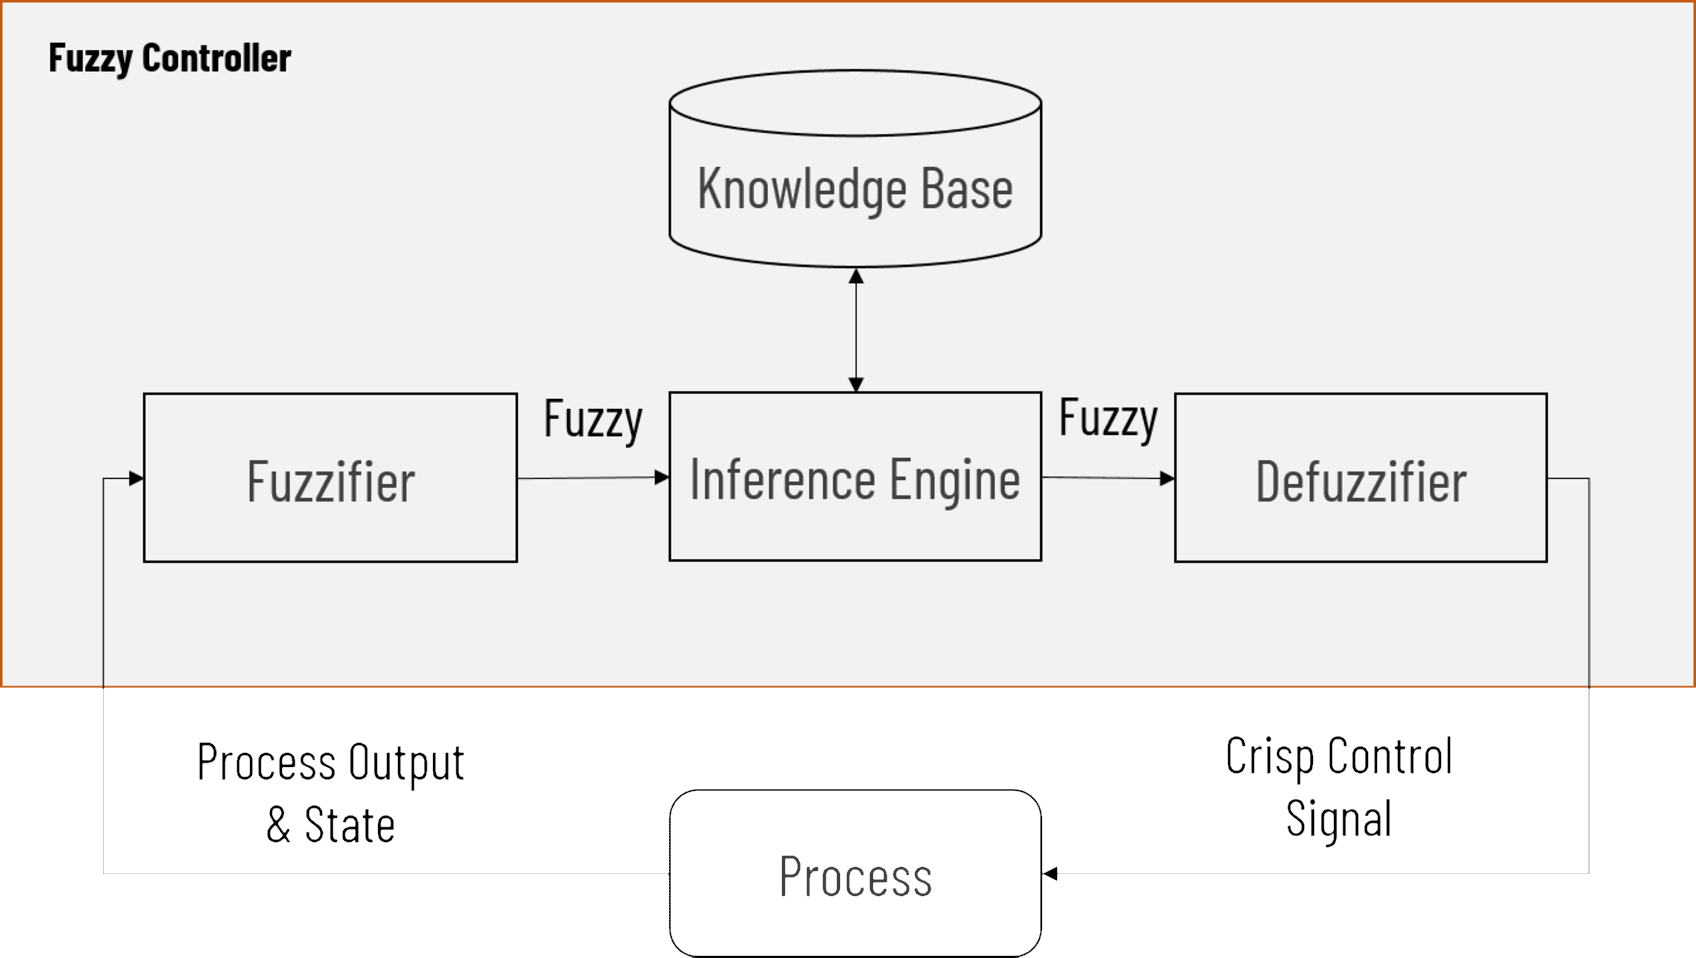 Fuzzy Controller
Knowledge Base
Fuzzifier
Fuzzy
Inference Engine
Fuzzy
Defuzzifier
Process Output
& State
Crisp Control
Signal
Process